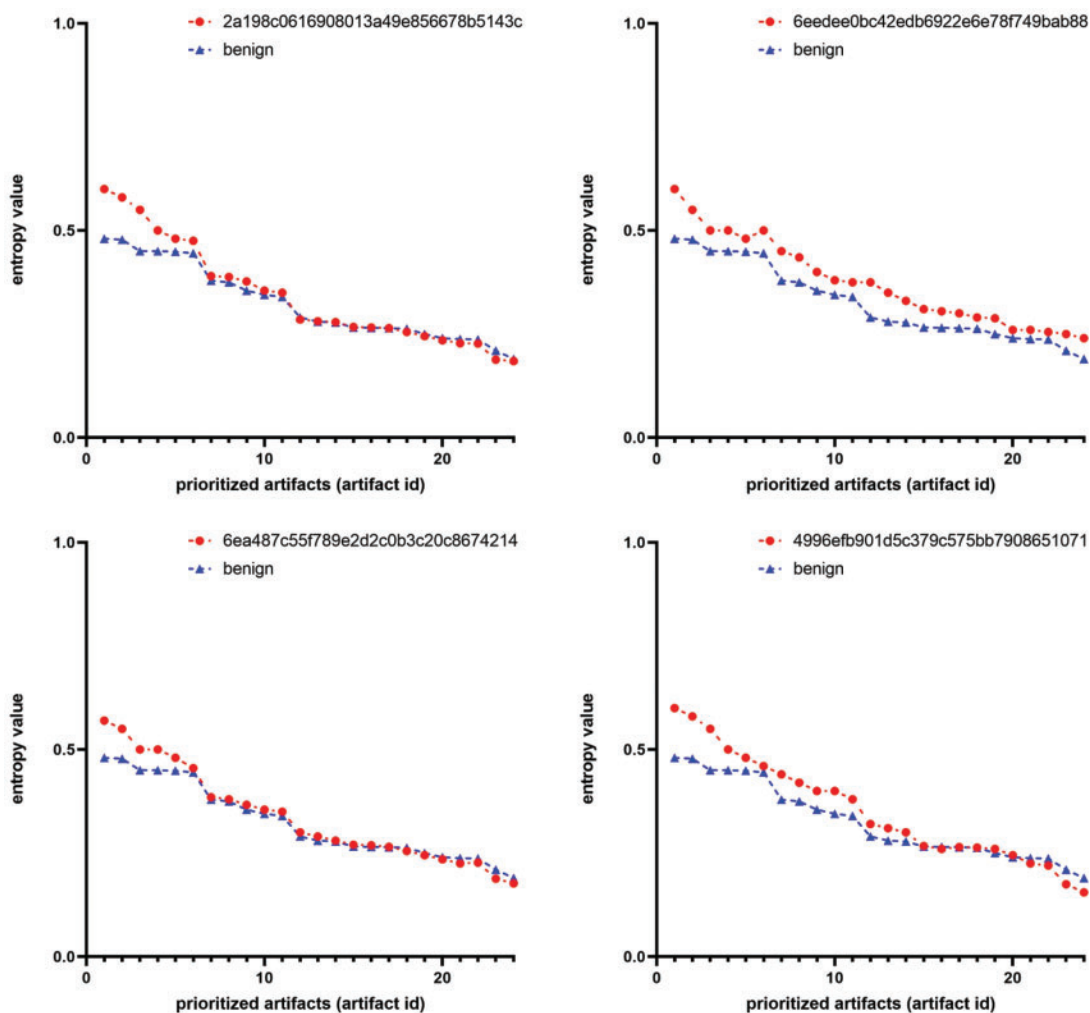 2a198c0616908013a49e856678b5143c
benign
1.0
0.5
0.0
entropy value
0
10
20
prioritized artifacts (artifact id)
6eedee0bc42edb6922e6e78f749bab88
benign
1.0
0.5
0.0
entropy value
0
10
20
prioritized artifacts (artifact id)
6ea487c55f789e2d2c0b3c20c8674214
benign
1.0
0.5
0.0
entropy value
0
10
20
prioritized artifacts (artifact id)
4996efb901d5c379c575bb7908651071
benign
1.0
0.5
0.0
entropy value
0
10
20
prioritized artifacts (artifact id)